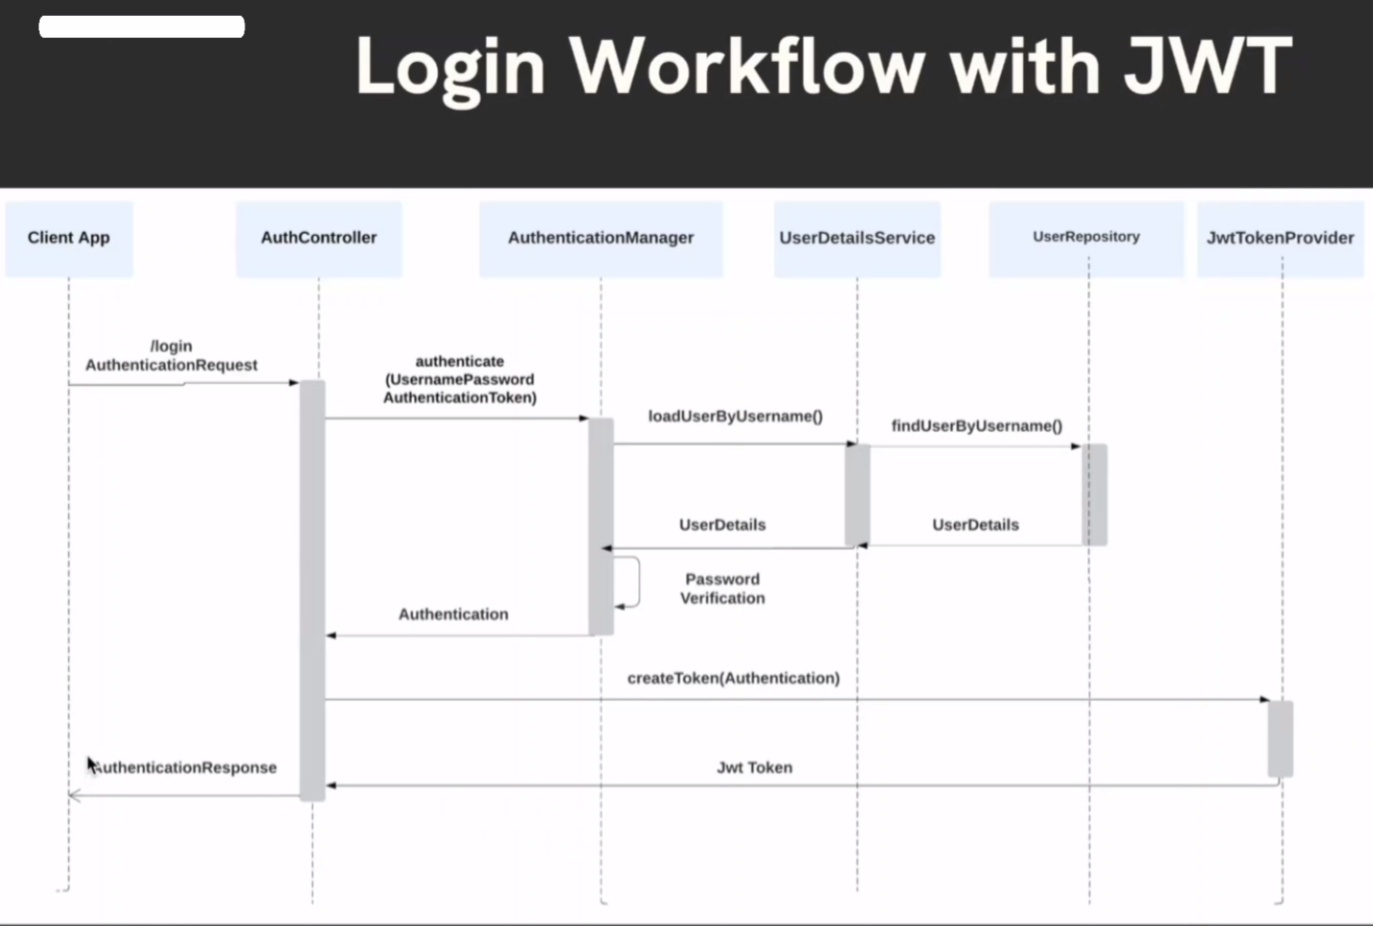 Login Workflow with JWT
Client App
AuthController
AuthenticationManager
UserDetailsService
UserRepository
JwtTokenProvider
/login
AuthenticationRequest
authenticate
(UsernamePassword
AuthenticationToken)
loadUserByUsername()
findUserByUsername()
UserDetails
UserDetails
Password
Verification
Authentication
createToken(Authentication)
Jwt Token
AuthenticationResponse